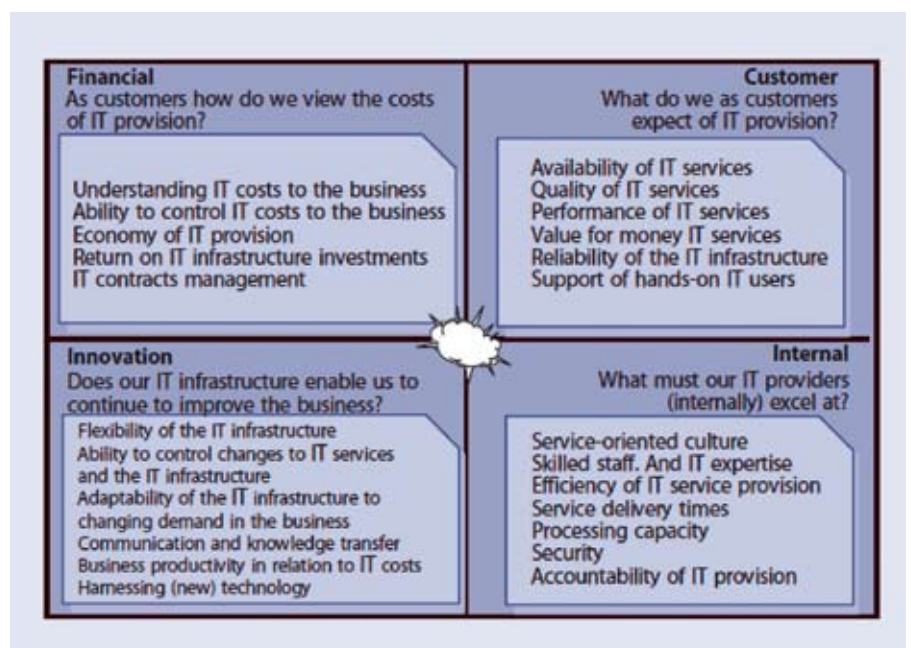 Financial
As customers how do we view the costs
of IT provision?
Understanding IT costs to the business
Ability to control IT costs to the business
Economy of IT provision
Return on IT infrastructure investments
IT contracts management
Customer
What do we as customers
expect of IT provision?
Availability of IT services
Quality of IT services
Performance of IT services
Value for money IT services
Reliability of the IT infrastructure
Support of hands-on IT users
Innovation
Does our IT infrastructure enable us to
continue to improve the business?
Flexibility of the IT infrastructure
Ability to control changes to IT services
and the IT infrastructure
Adaptability of the IT infrastructure to
changing demand in the business
Communication and knowledge transfer
Business productivity in relation to IT costs
Harnessing (new) technology
Internal
What must our IT providers
(internally) excel at?
Service-oriented culture
Skilled staff. And IT expertise
Efficiency of IT service provision
Service delivery times
Processing capacity
Security
Accountability of IT provision